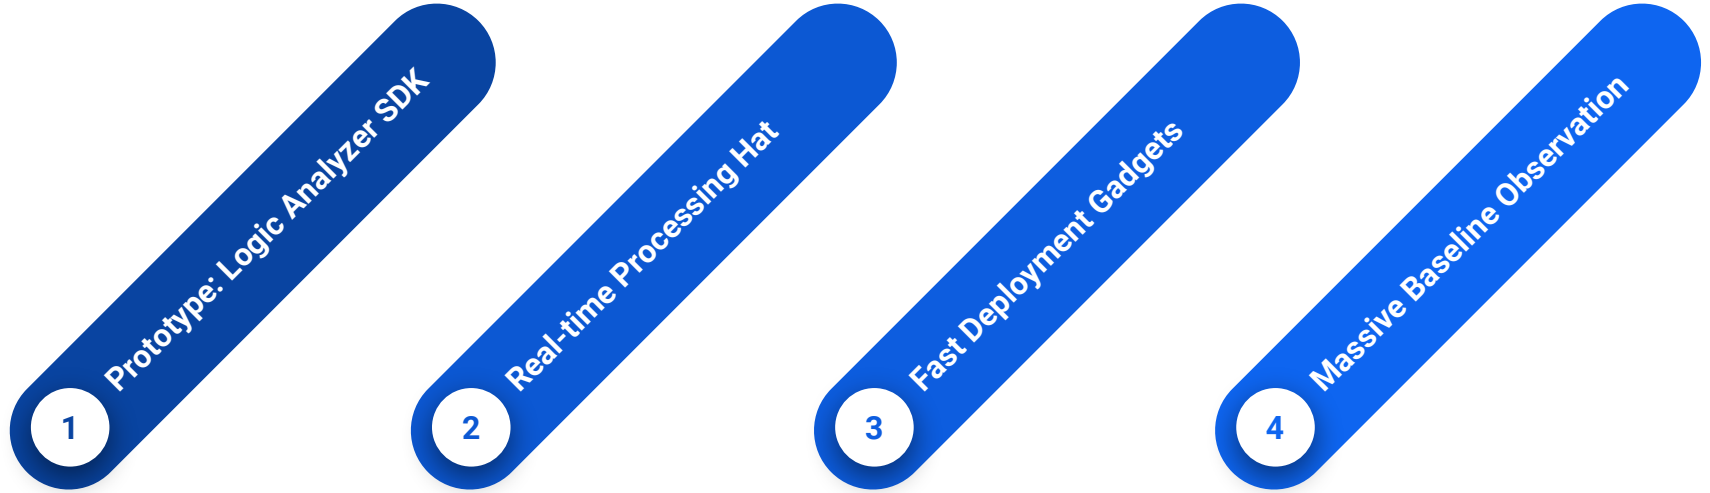 1
Prototype: Logic Analyzer SDK
2
Real-time Processing Hat
3
Fast Deployment Gadgets
4
Massive Baseline Observation